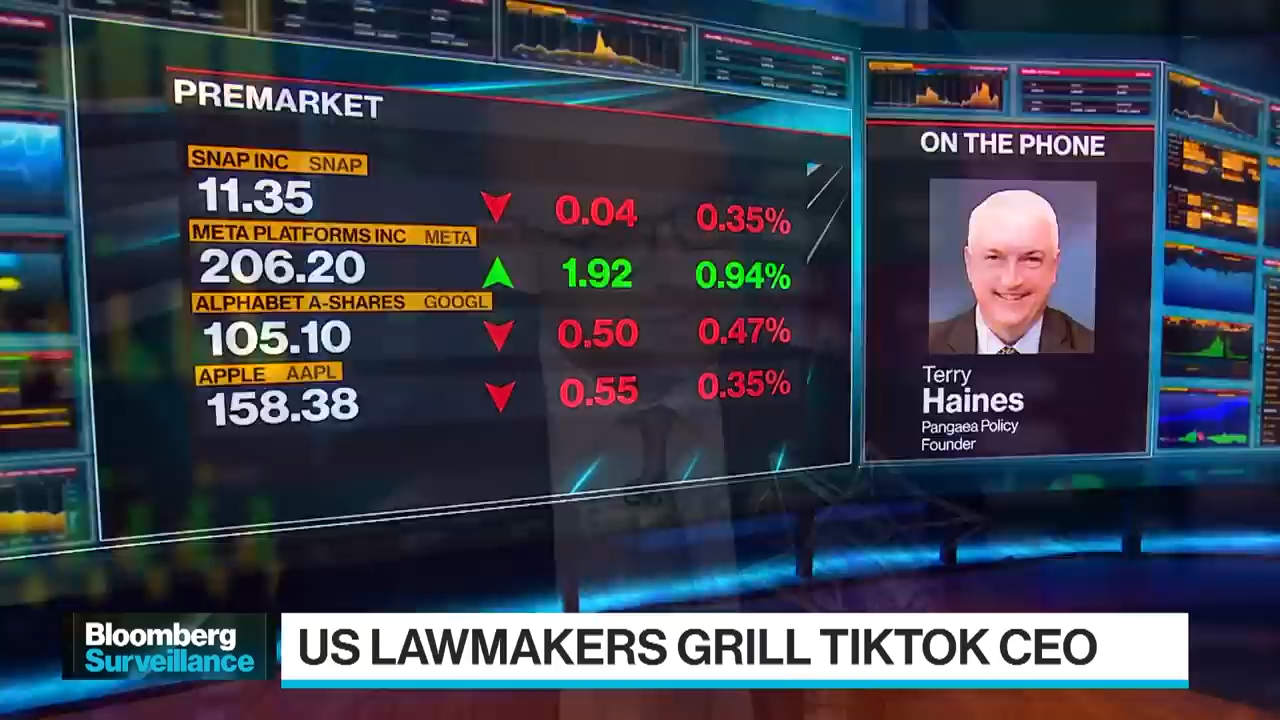 PREMARKET
SNAP INC SNAP
11.35 0.04 0.35%
META PLATFORMS INC META
206.20 1.92 0.94%
ALPHABET A-SHARES GOOGL
105.10 0.50 0.47%
APPLE AAPL
158.38 0.55 0.35%
ON THE PHONE
Terry
Haines
Pangaea Policy
Founder
Bloomberg
Surveillance
US LAWMAKERS GRILL TIKTOK CEO